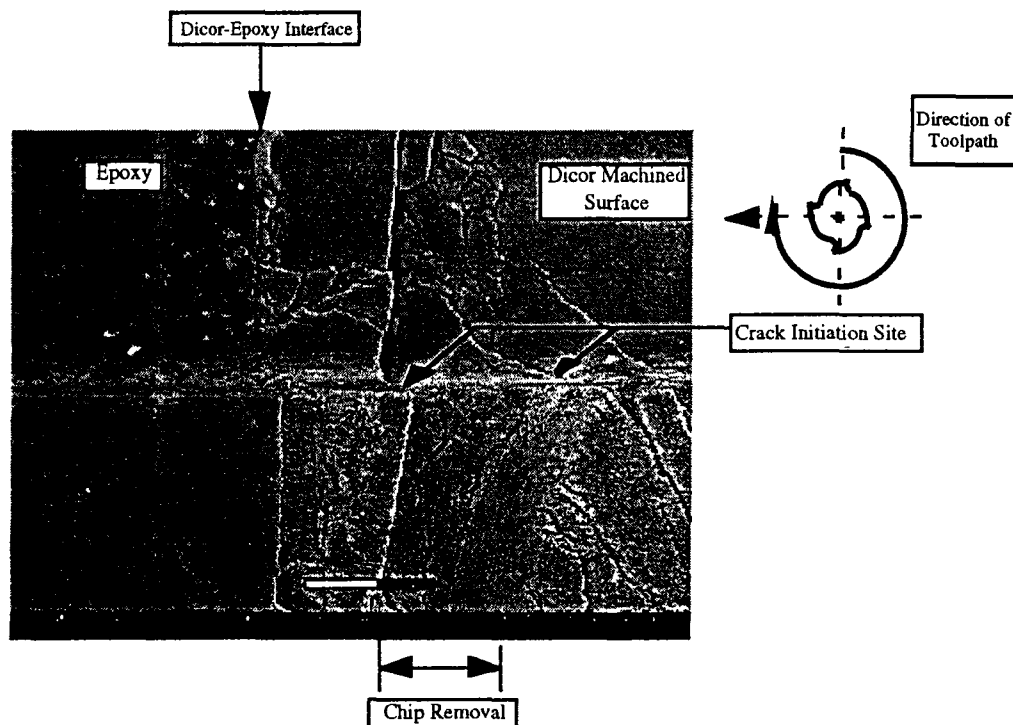 Dicor-Epoxy Interface
Epoxy
Dicor Machined
Surface
Direction of
Toolpath
Crack Initiation Site
Chip Removal